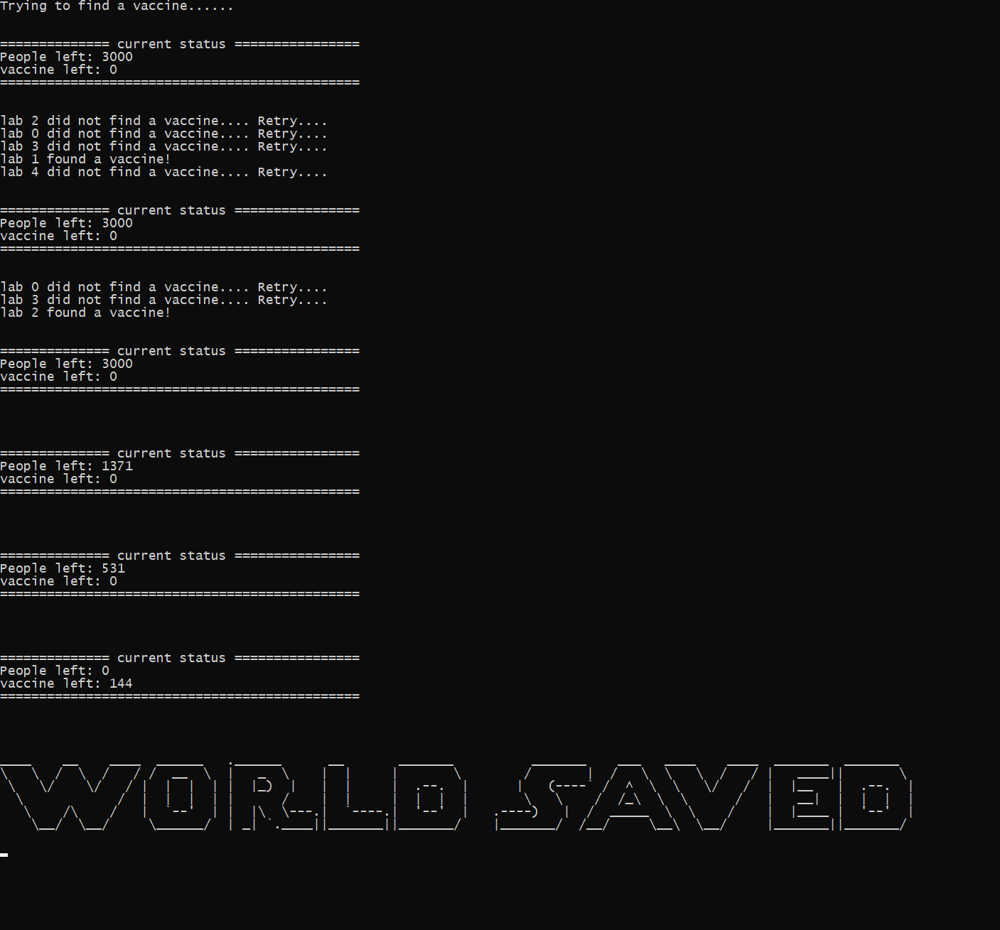 Trying to find a vaccine......
============== current status ================
People left: 3000
vaccine left: 0
==============================================
lab 2 did not find a vaccine.... Retry....
lab 0 did not find a vaccine.... Retry....
lab 3 did not find a vaccine.... Retry....
lab 1 found a vaccine!
lab 4 did not find a vaccine.... Retry....
============== current status ================
People left: 3000
vaccine left: 0
==============================================
lab 0 did not find a vaccine.... Retry....
lab 3 did not find a vaccine.... Retry....
lab 2 found a vaccine!
============== current status ================
People left: 3000
vaccine left: 0
==============================================
============== current status ================
People left: 1371
vaccine left: 0
==============================================
============== current status ================
People left: 531
vaccine left: 0
==============================================
============== current status ================
People left: 0
vaccine left: 144
==============================================
WORLD SAVED